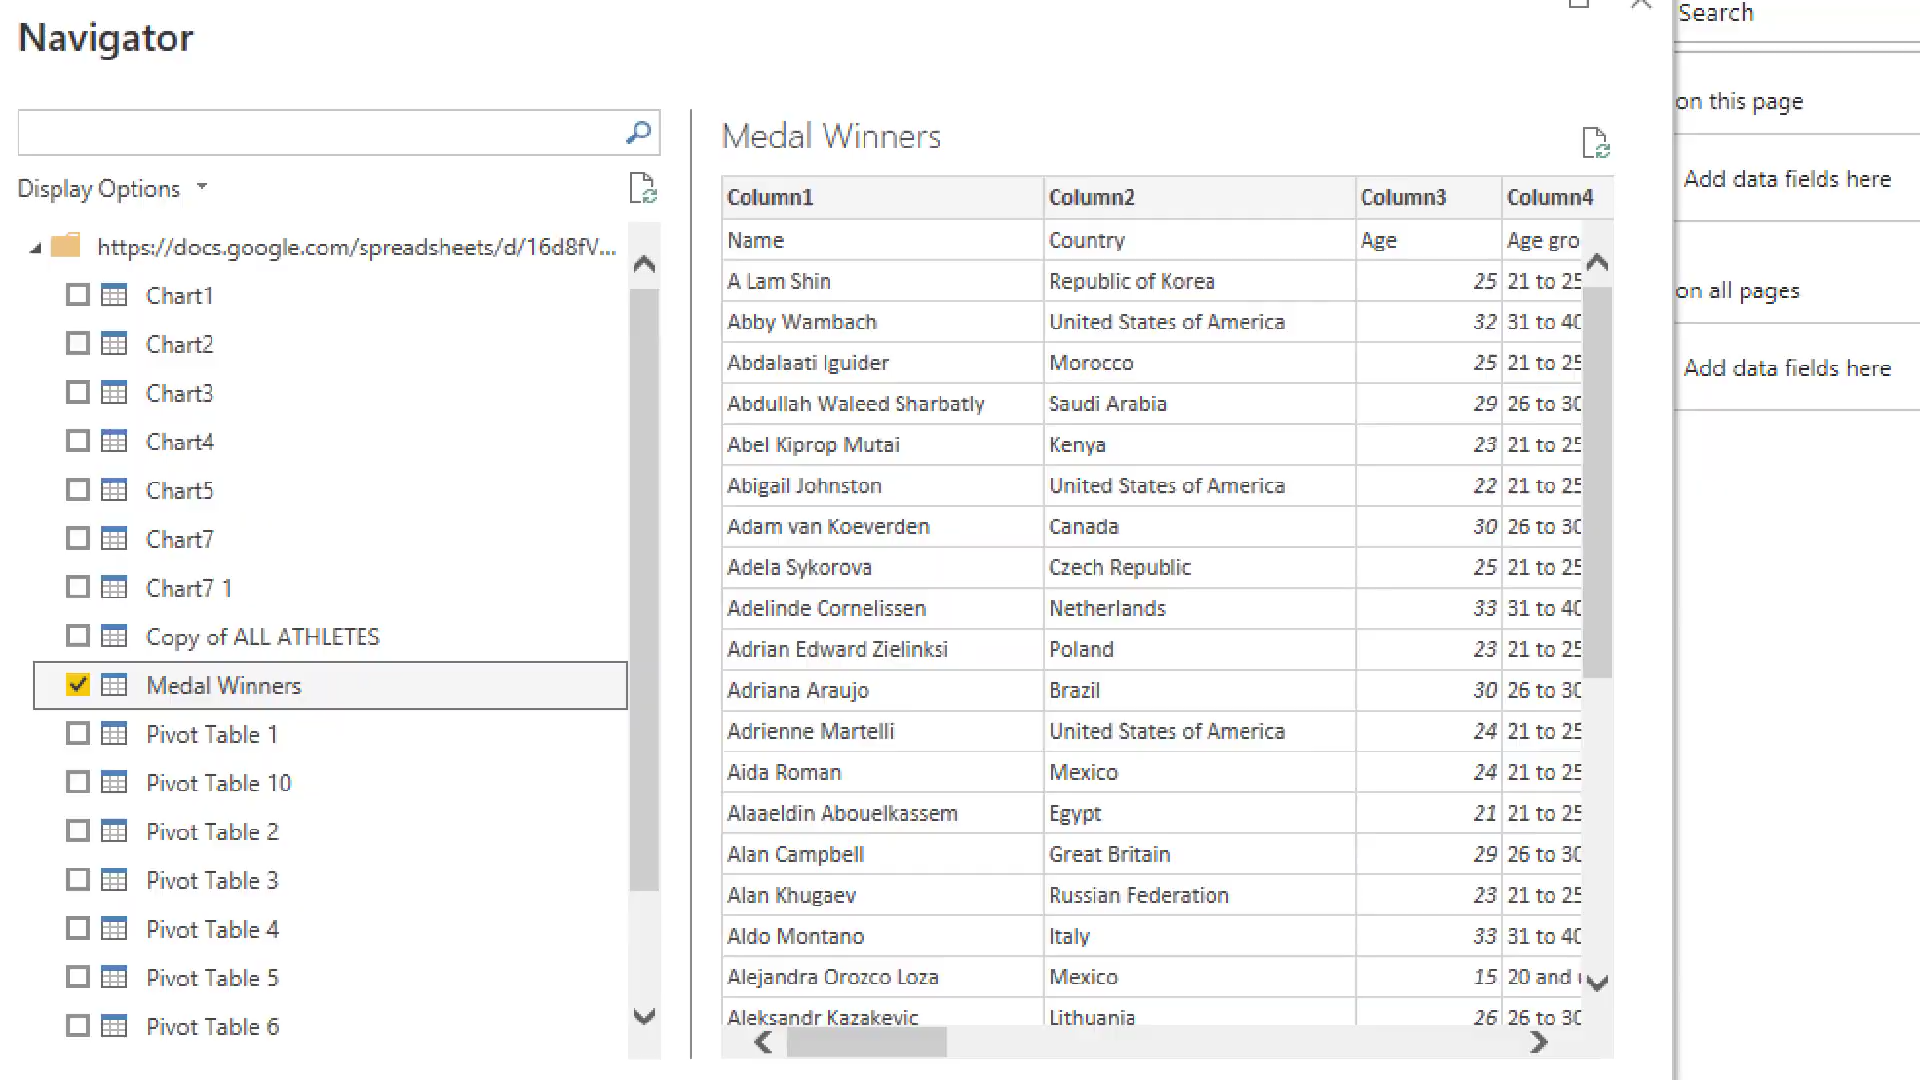 Navigator
Display Options
https://docs.google.com/spreadsheets/d/16d8fV...
Chart1
Chart2
Chart3
Chart4
Chart5
Chart7
Chart7 1
Copy of ALL ATHLETES
Medal Winners
Pivot Table 1
Pivot Table 10
Pivot Table 2
Pivot Table 3
Pivot Table 4
Pivot Table 5
Pivot Table 6
Medal Winners
Column1 Column2 Column3 Column4
Name Country Age Age gro
A Lam Shin Republic of Korea 25 21 to 25
Abby Wambach United States of America 32 31 to 40
Abdalaati Iguider Morocco 25 21 to 25
Abdullah Waleed Sharbatly Saudi Arabia 29 26 to 30
Abel Kiprop Mutai Kenya 23 21 to 25
Abigail Johnston United States of America 22 21 to 25
Adam van Koeverden Canada 30 26 to 30
Adela Sykorova Czech Republic 25 21 to 25
Adelinde Cornelissen Netherlands 33 31 to 40
Adrian Edward Zielinksi Poland 23 21 to 25
Adriana Araujo Brazil 30 26 to 30
Adrienne Martelli United States of America 24 21 to 25
Aida Roman Mexico 24 21 to 25
Alaaeldin Abouelkassem Egypt 21 21 to 25
Alan Campbell Great Britain 29 26 to 30
Alan Khugaev Russian Federation 23 21 to 25
Aldo Montano Italy 33 31 to 40
Alejandra Orozco Loza Mexico 15 20 and
Aleksandr Kazakevic Lithuania 26 26 to 30
Search
on this page
Add data fields here
on all pages
Add data fields here